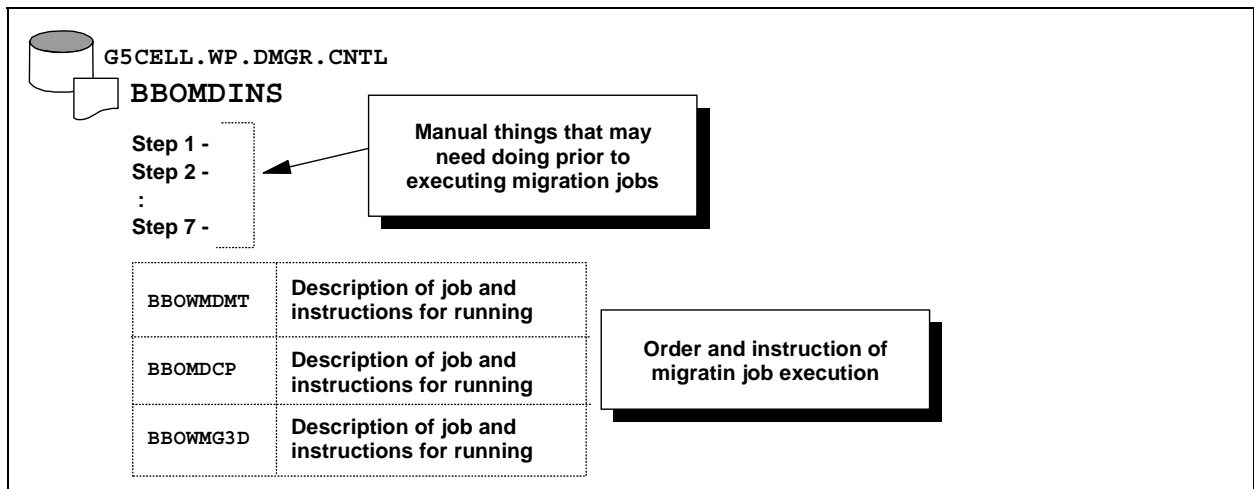 G5CELL.WP.DMGR.CNTL
BBOMDINS
Step 1 -
Step 2 -
:
Step 7 -
Manual things that may
need doing prior to
executing migration jobs
BBOWMDMT
Description of job and
instructions for running
BBOMDCP
Description of job and
instructions for running
BBOWMG3D
Description of job and
instructions for running
Order and instruction of
migratin job execution